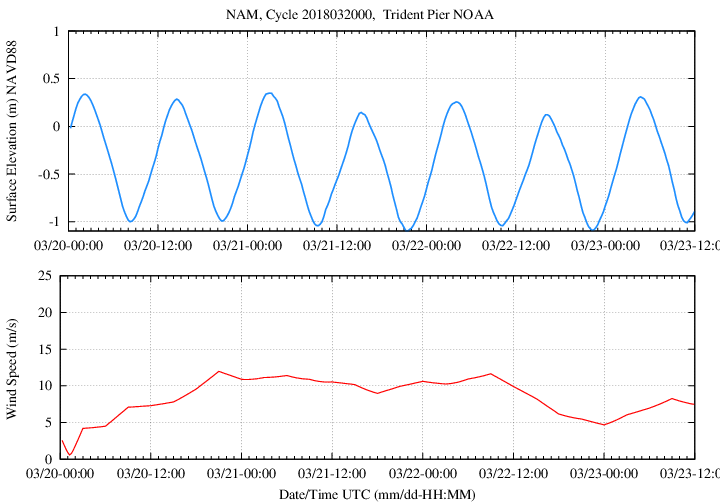 NAM, Cycle 2018032000, Trident Pier NOAA
Surface Elevation (m) NAVD88
1
0.5
0
-0.5
-1
03/20-00:00 03/20-12:00 03/21-00:00 03/21-12:00 03/22-00:00 03/22-12:00 03/23-00:00 03/23-12:0
Wind Speed (m/s)
25
20
15
10
5
0
03/20-00:00 03/20-12:00 03/21-00:00 03/21-12:00 03/22-00:00 03/22-12:00 03/23-00:00 03/23-12:0
Date/Time UTC (mm/dd-HH:MM)